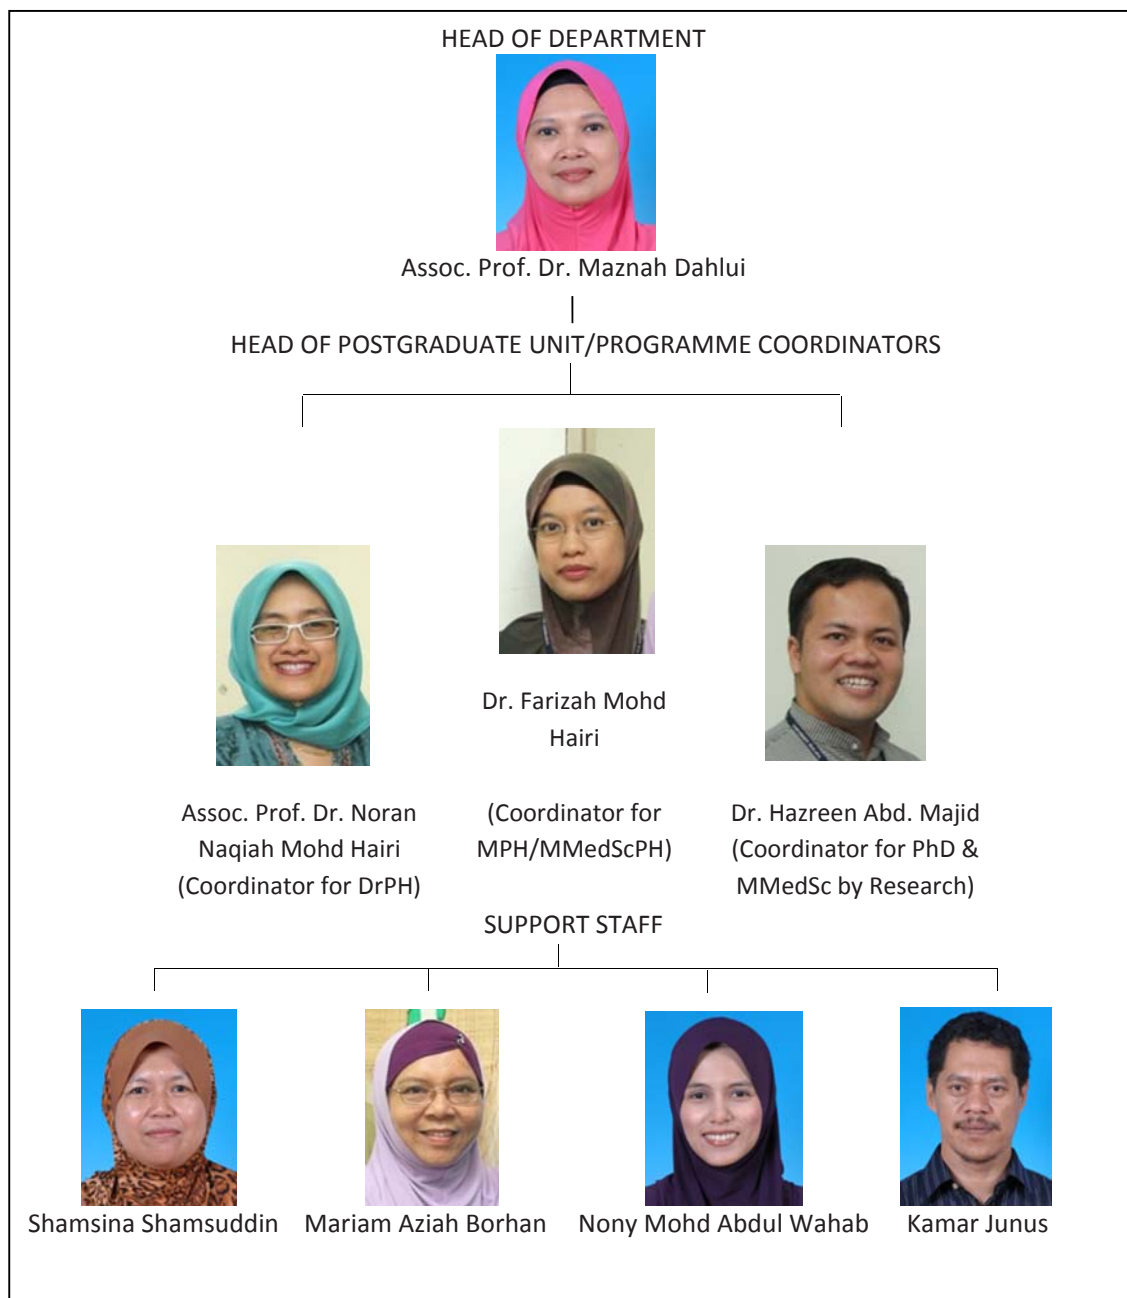 HEAD OF DEPARTMENT
Assoc. Prof. Dr. Maznah Dahlui
HEAD OF POSTGRADUATE UNIT/PROGRAMME COORDINATORS
Dr. Farizah Mohd
Hairi
(Coordinator for
MPH/MMedScPH)
Assoc. Prof. Dr. Noran
Naqiah Mohd Hairi
(Coordinator for DrPH)
Dr. Hazreen Abd. Majid
(Coordinator for PhD &
MMedSc by Research)
SUPPORT STAFF
Shamsina Shamsuddin
Mariam Aziah Borhan
Nony Mohd Abdul Wahab
Kamar Junus